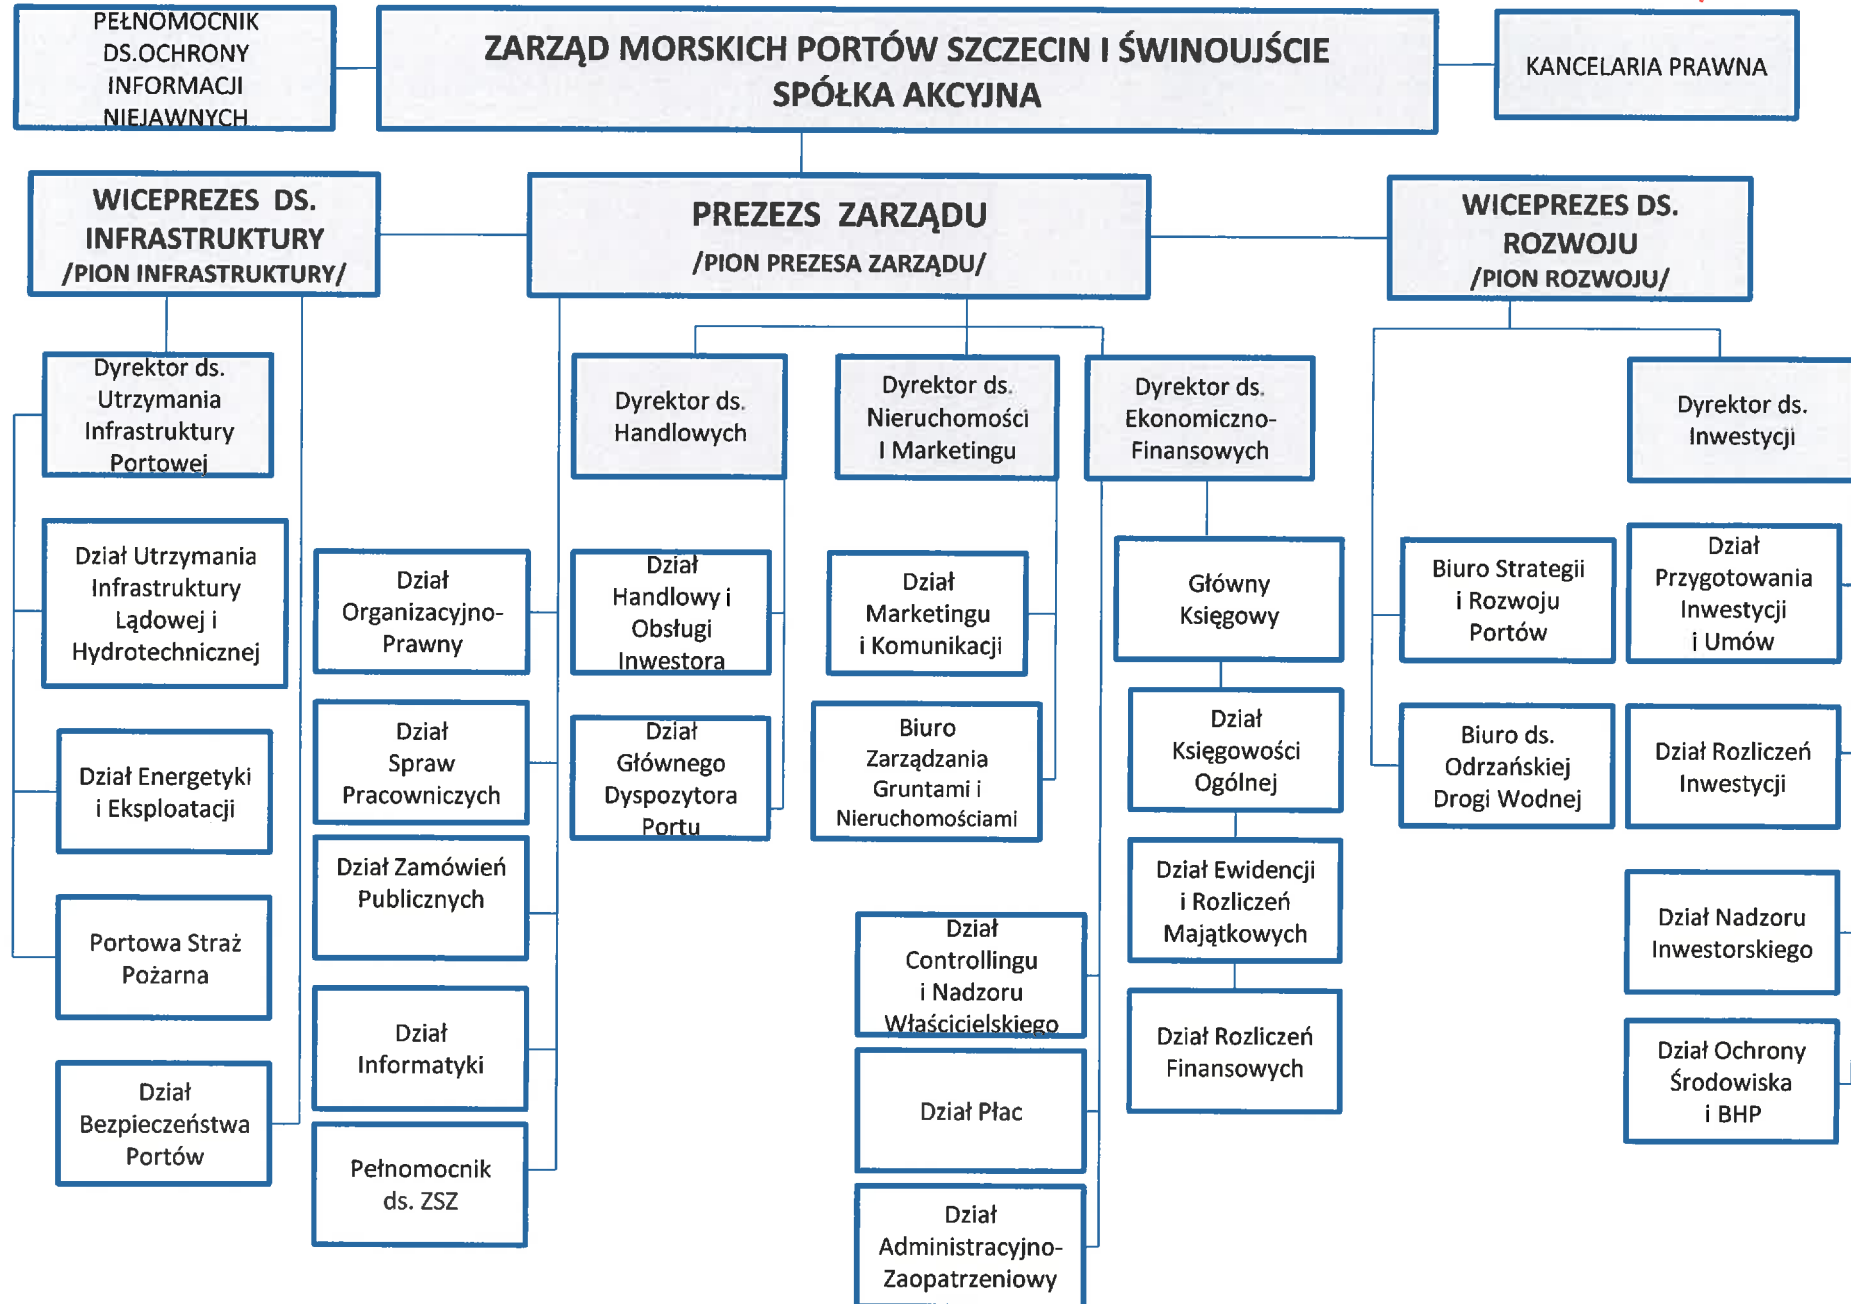 PEŁNOMOCNIK
DS.OCHRONY
INFORMACJI
NIEJAWNYCH
ZARZĄD MORSKICH PORTÓW SZCZECIN I ŚWINOUJŚCIE
SPÓŁKA AKCYJNA
KANCELARIA PRAWNA
WICEPREZES DS.
INFRASTRUKTURY
/PION INFRASTRUKTURY/
PREZEZS ZARZĄDU
/PION PREZESA ZARZĄDU/
WICEPREZES DS.
ROZWOJU
/PION ROZWOJU/
Dyrektor ds.
Utrzymania
Infrastruktury
Portowej
Dyrektor ds.
Handlowych
Dyrektor ds.
Nieruchomości
I Marketingu
Dyrektor ds.
Ekonomiczno-
Finansowych
Dyrektor ds.
Inwestycji
Dział Utrzymania
Infrastruktury
Lądowej i
Hydrotechnicznej
Dział
Organizacyjno-
Prawny
Dział
Handlowy i
Obsługi
Inwestora
Dział
Marketingu
i Komunikacji
Główny
Księgowy
Biuro Strategii
i Rozwoju
Portów
Dział
Przygotowania
Inwestycji
i Umów
Dział Energetyki
i Eksploatacji
Dział
Spraw
Pracowniczych
Dział
Głównego
Dyspozytora
Portu
Biuro
Zarządzania
Gruntami i
Nieruchomościami
Dział
Księgowości
Ogólnej
Biuro ds.
Odrzańskiej
Drogi Wodnej
Dział Rozliczeń
Inwestycji
Portowa Straż
Pożarna
Dział Zamówień
Publicznych
Dział
Controllingu
i Nadzoru
Właścicielskiego
Dział Ewidencji
i Rozliczeń
Majątkowych
Dział Nadzoru
Inwestorskiego
Dział
Bezpieczeństwa
Portów
Dział
Informatyki
Dział Płac
Dział Rozliczeń
Finansowych
Dział Ochrony
Środowiska
i BHP
Pełnomocnik
ds. ZSZ
Dział
Administracyjno-
Zaopatrzeniowy